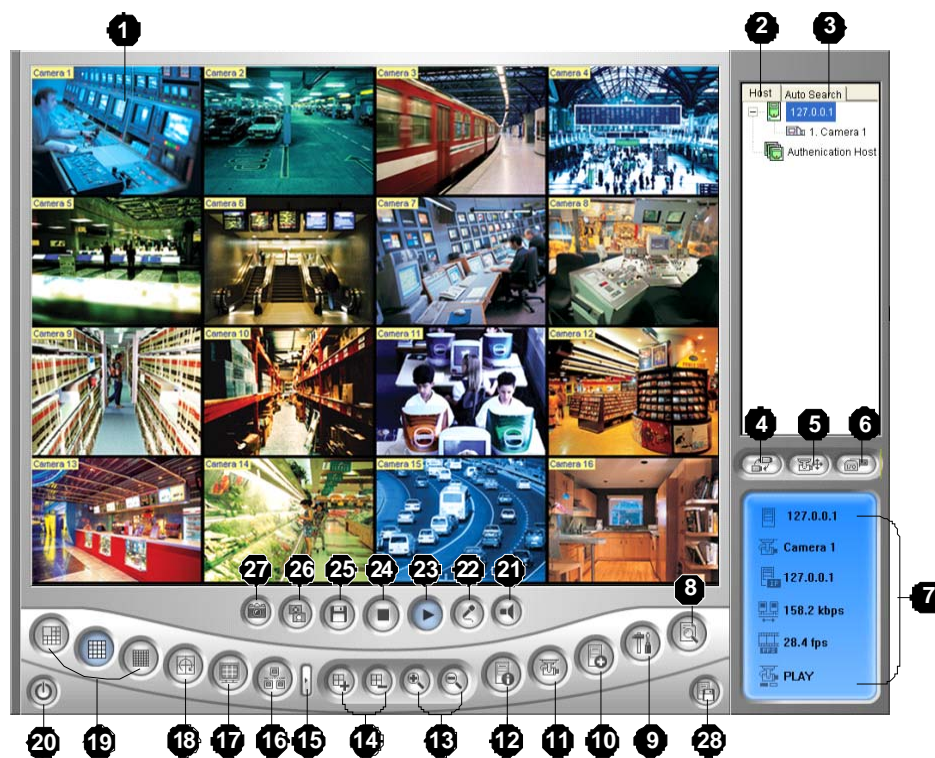 1
2
3
Camera 1
Camera 2
Camera 3
Camera 4
Host
Auto Search
127.0.0.1
1. Camera 1
Authenication Host
Camera 5
Camera 6
Camera 7
Camera 8
Camera 9
Camera 10
Camera 11
Camera 12
4
5
6
I/O
Camera 13
Camera 14
Camera 15
Camera 16
127.0.0.1
Camera 1
127.0.0.1
158.2 kbps
28.4 fps
PLAY
7
27
26
25
24
23
22
21
8
20
19
18
17
16
15
14
13
12
11
10
9
28